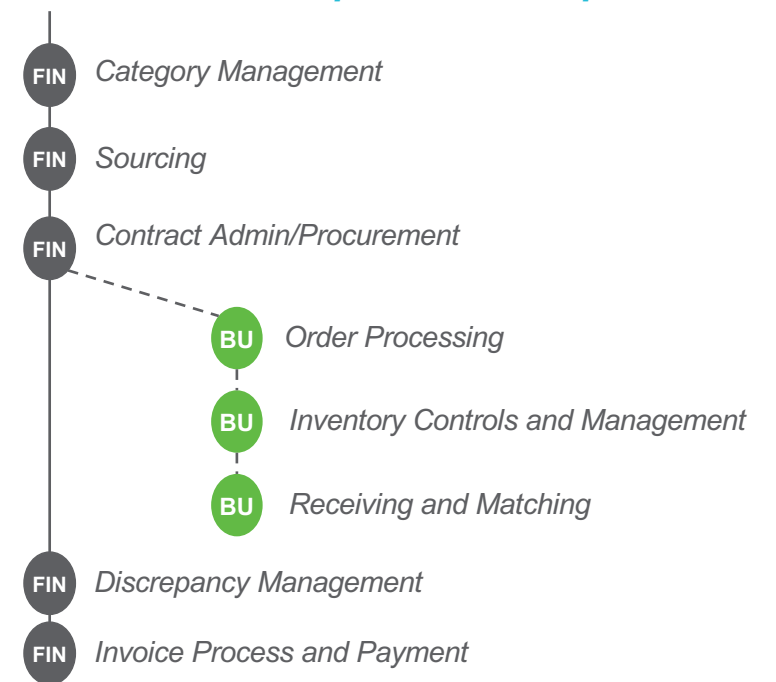 FIN Category Management
FIN Sourcing
FIN Contract Admin/Procurement
BU Order Processing
BU Inventory Controls and Management
BU Receiving and Matching
FIN Discrepancy Management
FIN Invoice Process and Payment